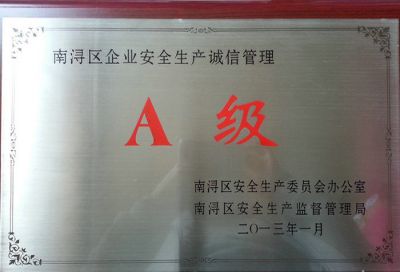 南浔区企业安全生产诚信管理
A 级
南浔区安全生产委员会办公室
南浔区安全生产监督管理局
二〇一三年一月